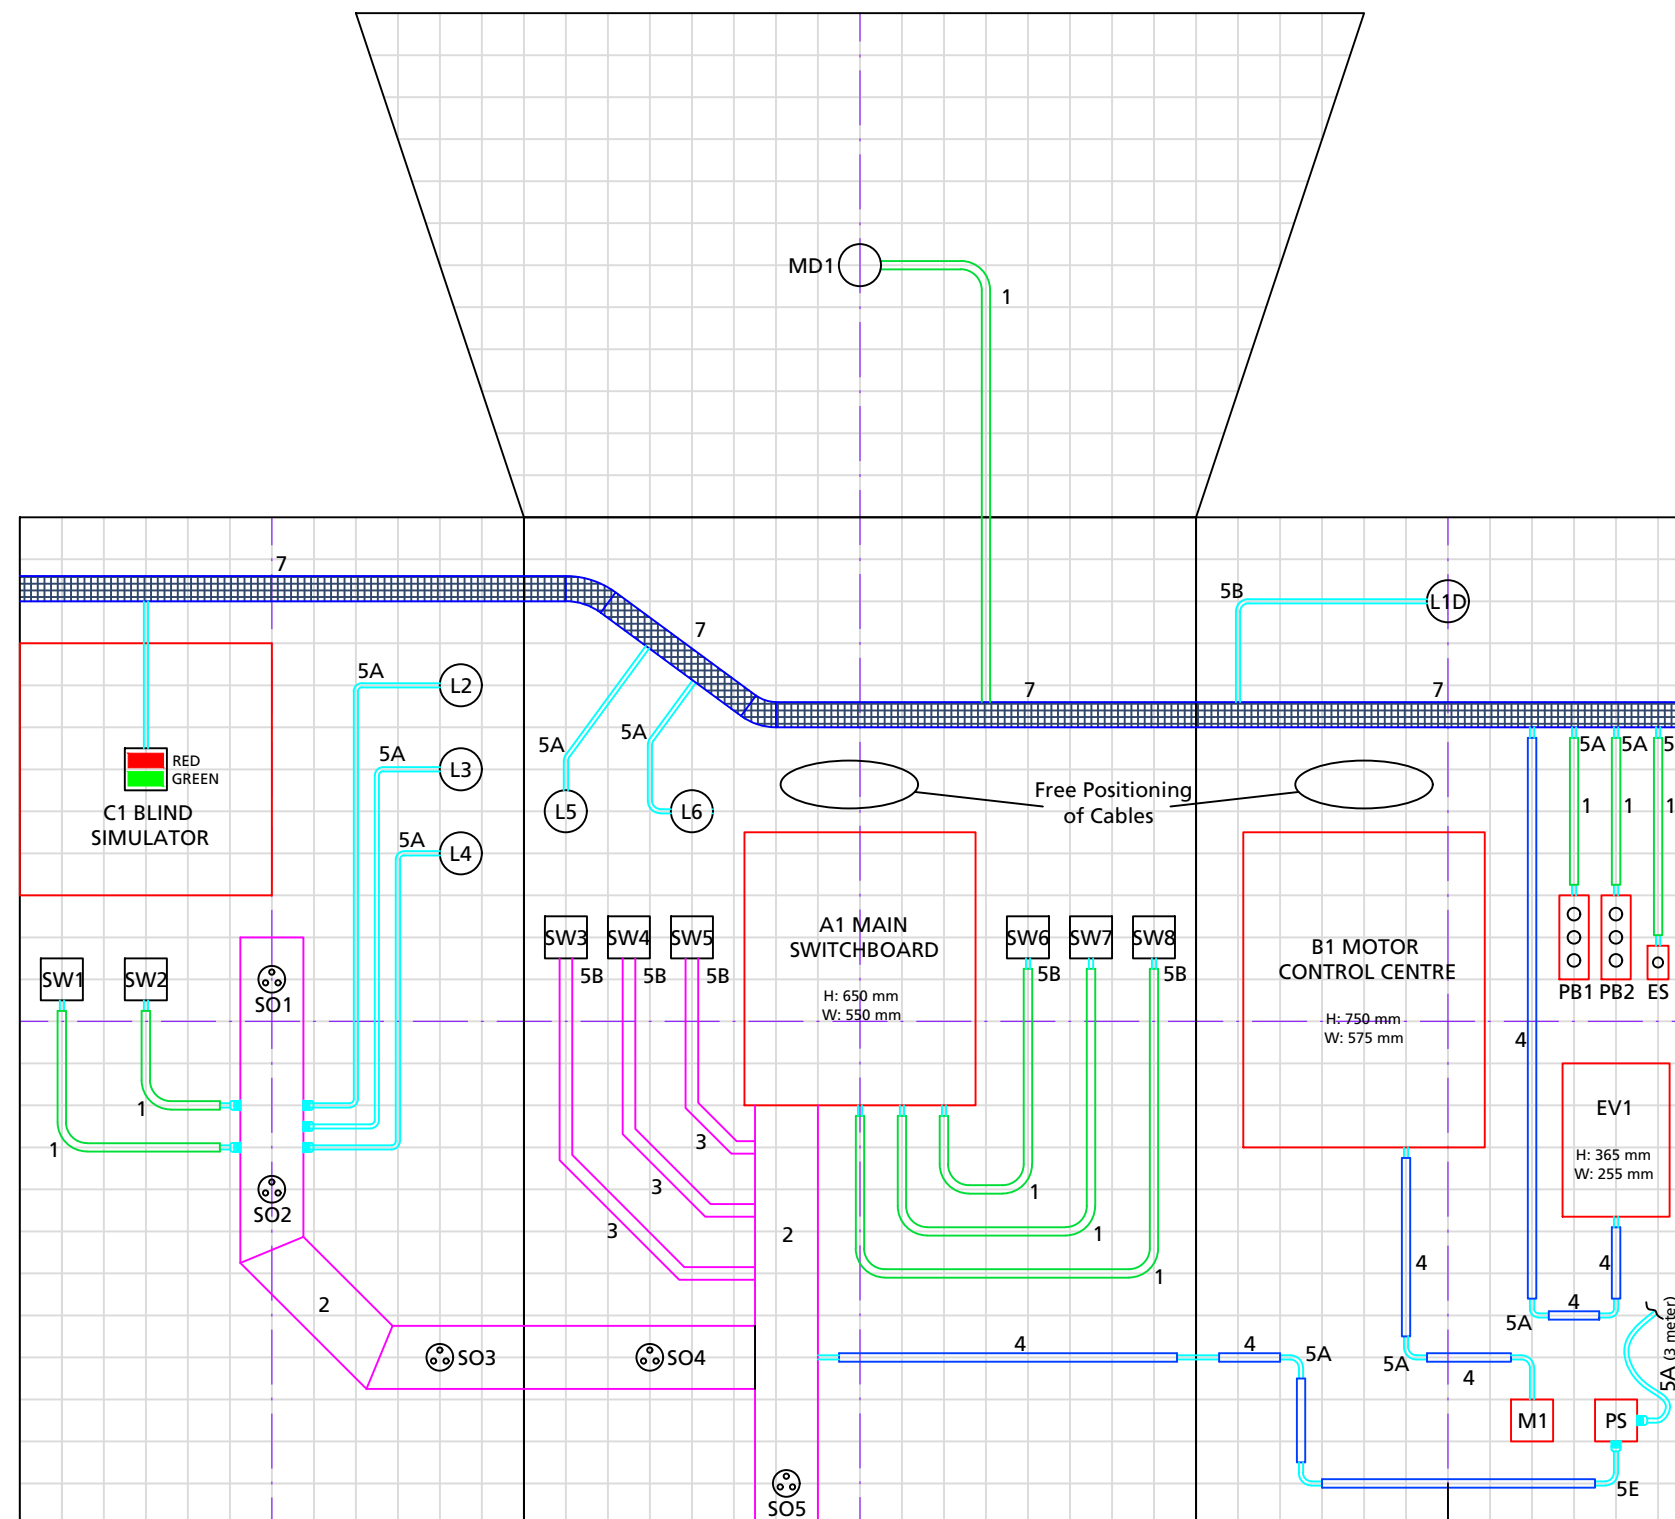 MD1
1
7
7
5B
L1D
7
7
5A
L2
5A
5A
5A
5A
5
5A
L3
RED
GREEN
Free Positioning
of Cables
C1 BLIND
SIMULATOR
L5
L6
1
1
1
5A
L4
SW3
SW4
SW5
A1 MAIN
SWITCHBOARD
SW6
SW7
SW8
B1 MOTOR
CONTROL CENTRE
SW1
SW2
SO1
5B
5B
5B
H: 650 mm
W: 550 mm
5B
5B
H: 750 mm
W: 575 mm
PB1
PB2
ES
4
1
1
EV1
H: 365 mm
W: 255 mm
3
3
3
SO2
1
1
1
2
2
4
4
4
5A
SO3
SO4
4
4
5A
5A
4
5A (3 meter)
M1
PS
SO5
5E